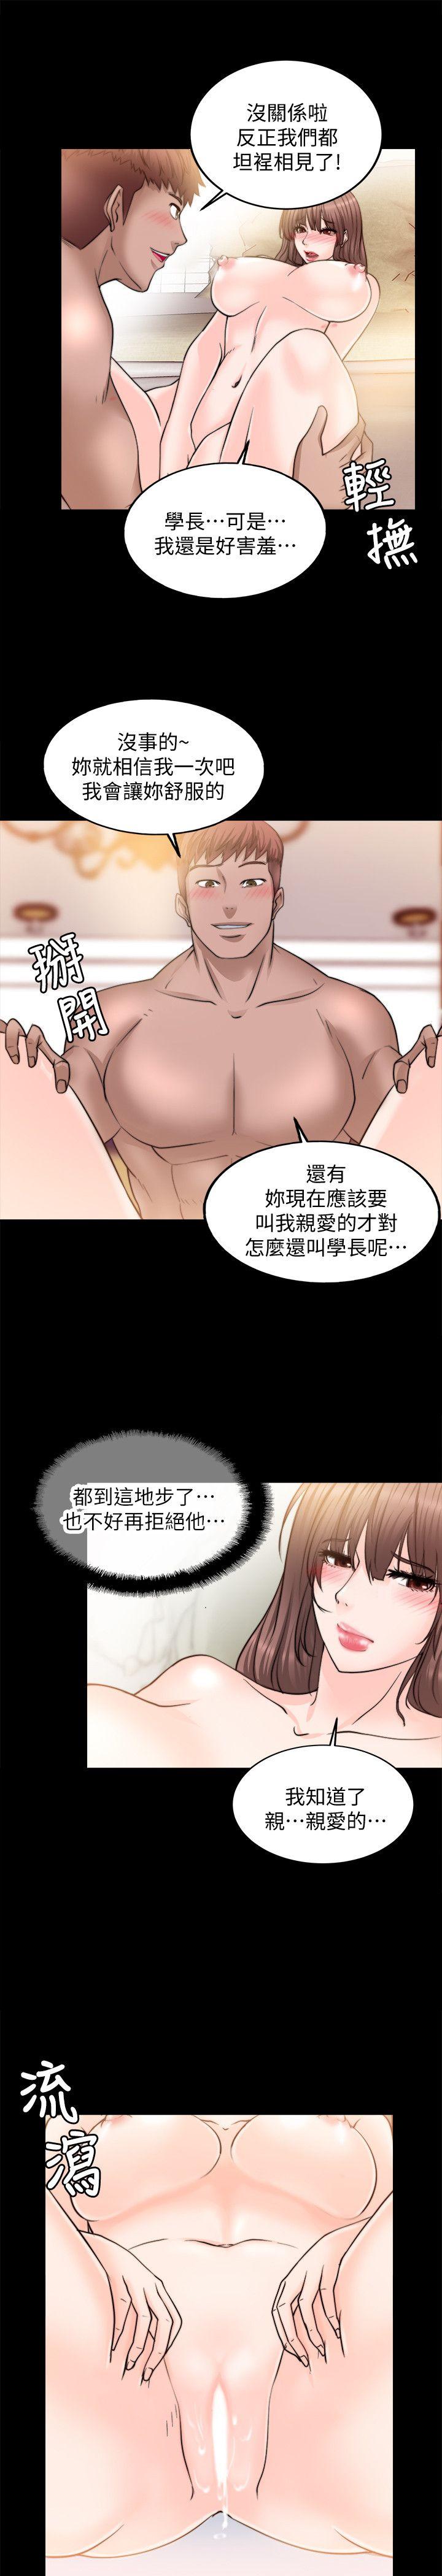 沒關係啦
反正我們都
坦裎相見了!
學長⋯可是⋯
我還是好害羞⋯
輕撫
沒事的~
妳就相信我一次吧
我會讓妳舒服的
掰開
還有
妳現在應該要
叫我親愛的才對
怎麼還叫學長呢⋯
都到這地步了⋯
也不好再拒絕他⋯
我知道了
親⋯親愛的⋯
流瀉